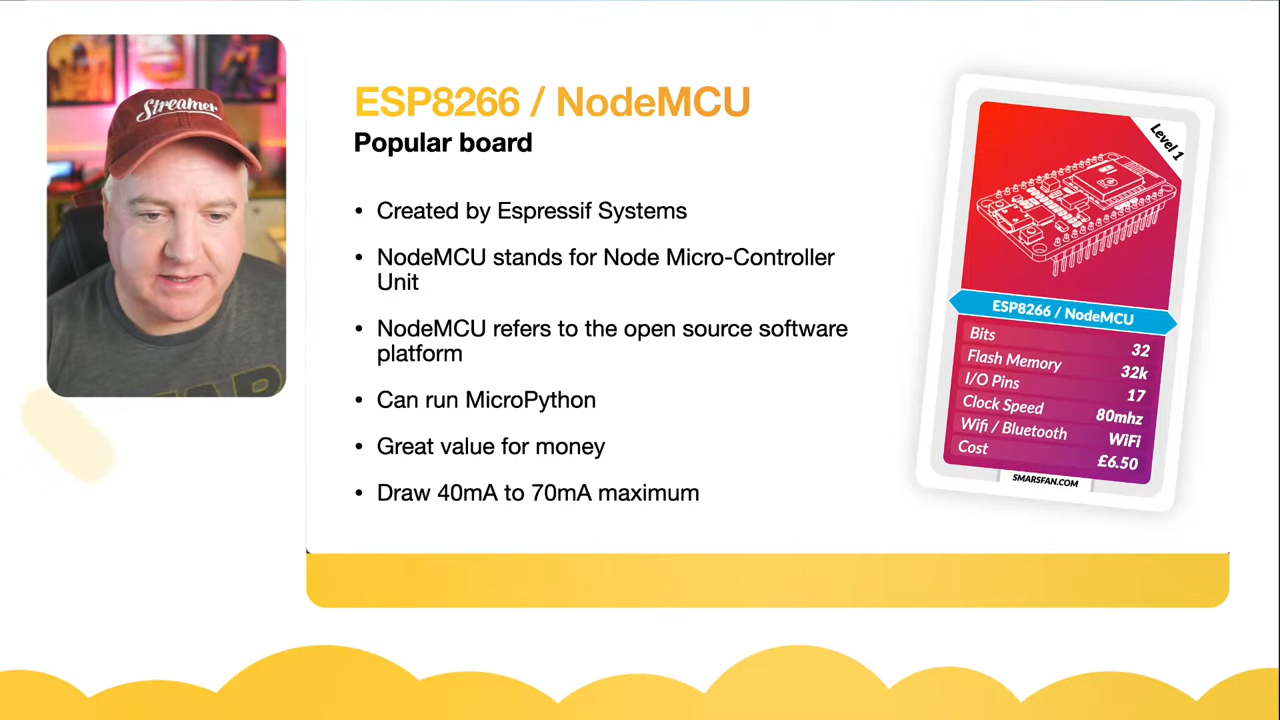 Streamer
ESP8266 / NodeMCU
Popular board
• Created by Espressif Systems
• NodeMCU stands for Node Micro-Controller
Unit
• NodeMCU refers to the open source software
platform
• Can run MicroPython
• Great value for money
• Draw 40mA to 70mA maximum
Level 1
ESP8266 / NodeMCU
Bits 32
Flash Memory 32k
I/O Pins 17
Clock Speed 80mhz
Wifi / Bluetooth WiFi
Cost £6.50
SMARSFAN.COM